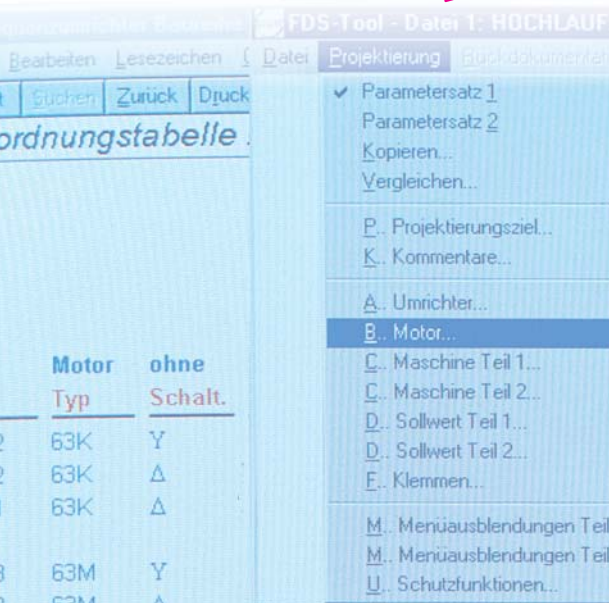 FDS-Tool - Datei 1: HOCHLAUF
Bearbeiten Lesezeichen
Datei Projektierung
Suchen Zurück Druck
ordnungstabelle
Motor ohne
Typ Schalt.
63K Y
63K Δ
63K Δ
63M Y
63M Δ
✓ Parametersatz 1
Parametersatz 2
Kopieren...
Vergleichen...
P.. Projektierungsziel...
K.. Kommentare...
A.. Umrichter...
B.. Motor...
C.. Maschine Teil 1...
C.. Maschine Teil 2...
D.. Sollwert Teil 1...
D.. Sollwert Teil 2...
F.. Klemmen...
M.. Menüausblendungen Teil
M.. Menüausblendungen Teil
U.. Schutzfunktionen...